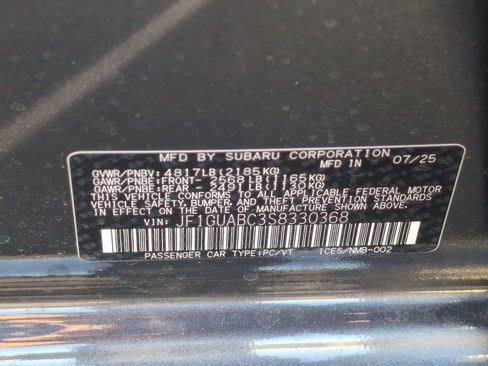 MFD BY SUBARU CORPORATION
MFD IN 07/25
GVWR/PNBV: 4817LB(2185KG)
GAWR/PNBE:FRONT- 2568LB(1165KG)
GAWR/PNBE:REAR - 2491LB(1130KG)
THIS VEHICLE CONFORMS TO ALL APPLICABLE FEDERAL MOTOR
VEHICLE SAFETY, BUMPER, AND THEFT PREVENTION STANDARDS
IN EFFECT ON THE DATE OF MANUFACTURE SHOWN ABOVE.
VIN: JF1GUABC3S8330368
PASSENGER CAR TYPE:PC/VT ICES/NMB-002